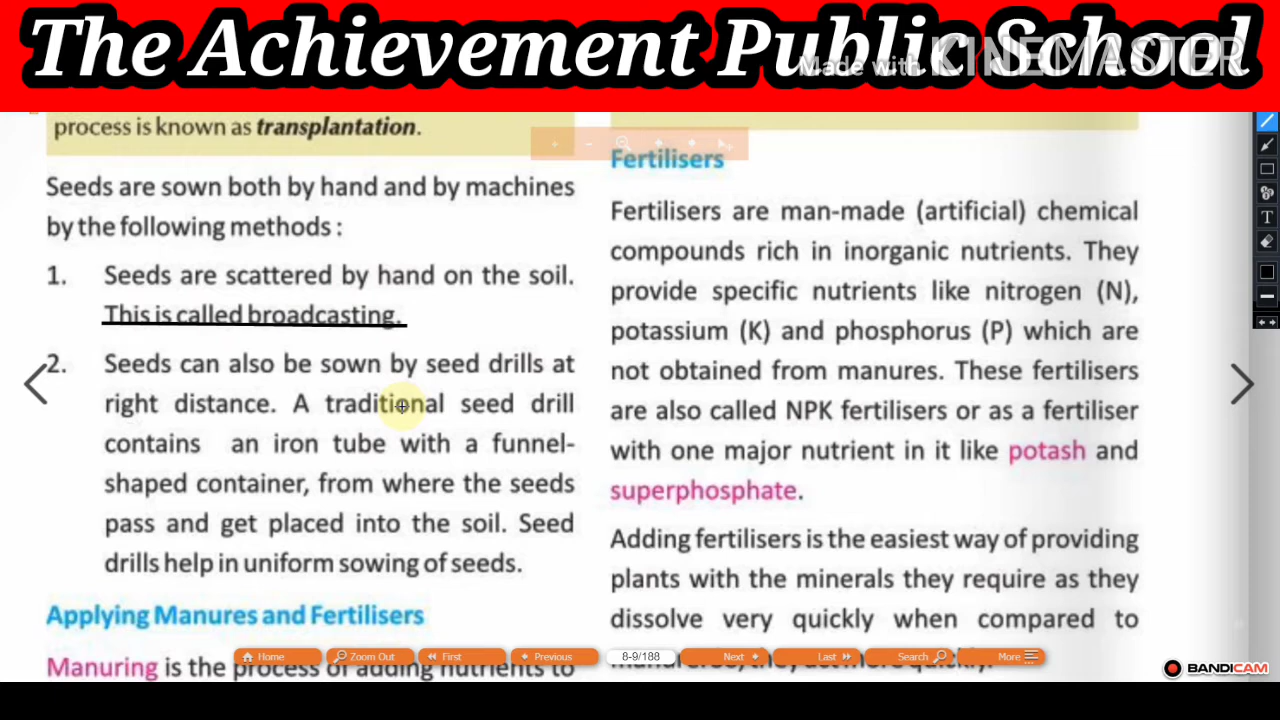 The Achievement Public School
Made with KINEMASTER
process is known as transplantation.
Seeds are sown both by hand and by machines
by the following methods :
1. Seeds are scattered by hand on the soil.
This is called broadcasting.
2. Seeds can also be sown by seed drills at
right distance. A traditional seed drill
contains an iron tube with a funnel-
shaped container, from where the seeds
pass and get placed into the soil. Seed
drills help in uniform sowing of seeds.
Applying Manures and Fertilisers
Manuring is the process of adding nutrients to
Fertilisers
Fertilisers are man-made (artificial) chemical
compounds rich in inorganic nutrients. They
provide specific nutrients like nitrogen (N),
potassium (K) and phosphorus (P) which are
not obtained from manures. These fertilisers
are also called NPK fertilisers or as a fertiliser
with one major nutrient in it like potash and
superphosphate.
Adding fertilisers is the easiest way of providing
plants with the minerals they require as they
dissolve very quickly when compared to
Home Zoom Out First Previous 8-9/188 Next Last Search More
T
BANDICAM